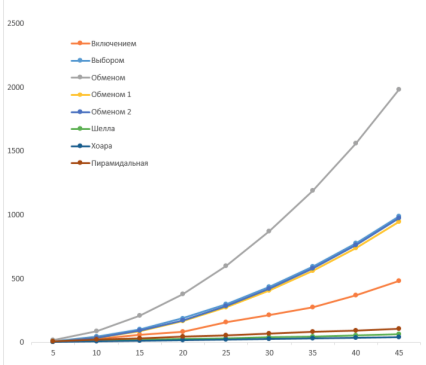 2500
Включением
Выбором
2000
Обменом
Обменом 1
Обменом 2
1500
Шелла
Хоара
Пирамидальная
1000
500
0
5 10 15 20 25 30 35 40 45